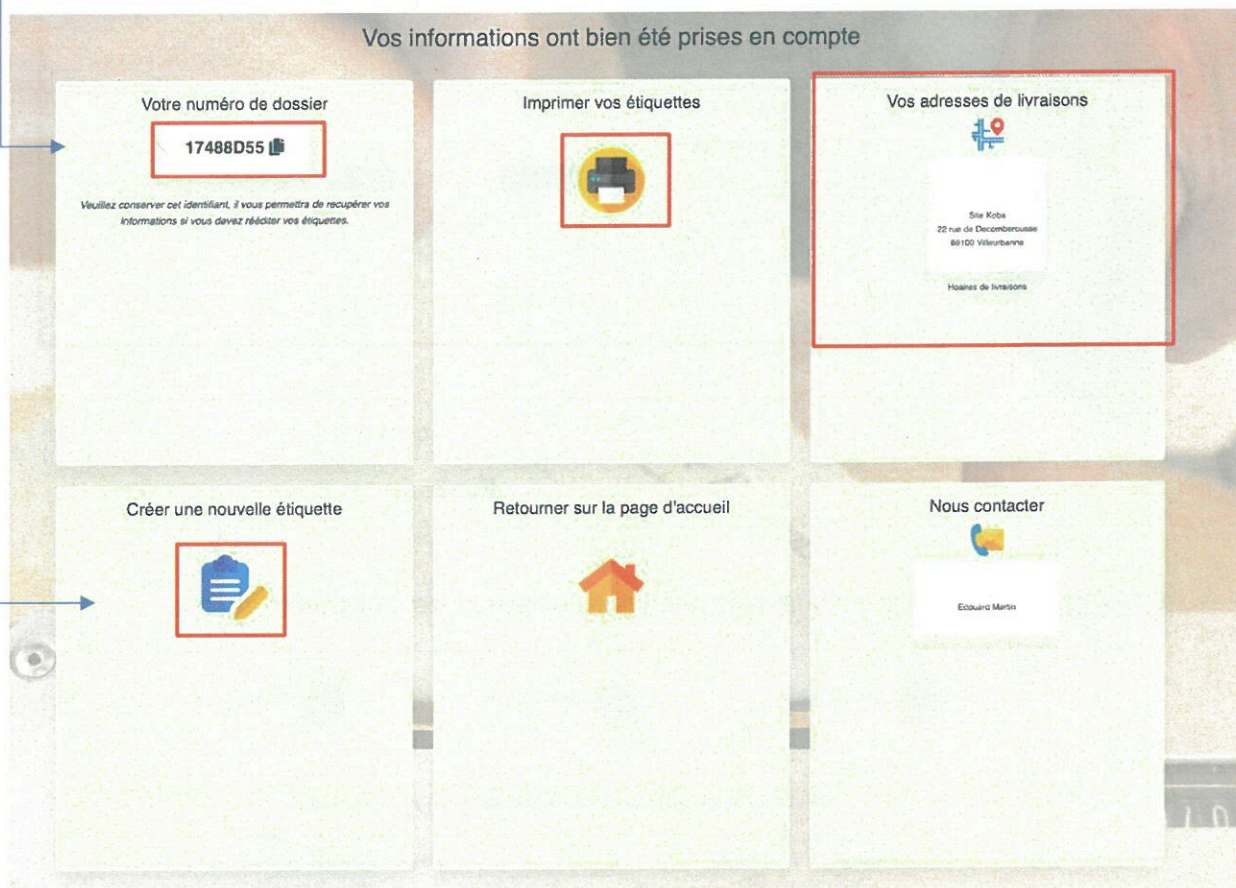 Vos informations ont bien été prises en compte
Votre numéro de dossier
17488D55
Veuillez conserver cet identifiant, il vous permettra de recupérer vos
informations si vous devez rééditer vos étiquettes.
Imprimer vos étiquettes
Vos adresses de livraisons
Site Koba
22 rue de Decomberousse
69100 Villeurbanne
Hoaires de livraisons
Créer une nouvelle étiquette
Retourner sur la page d'accueil
Nous contacter
Edouard Martin